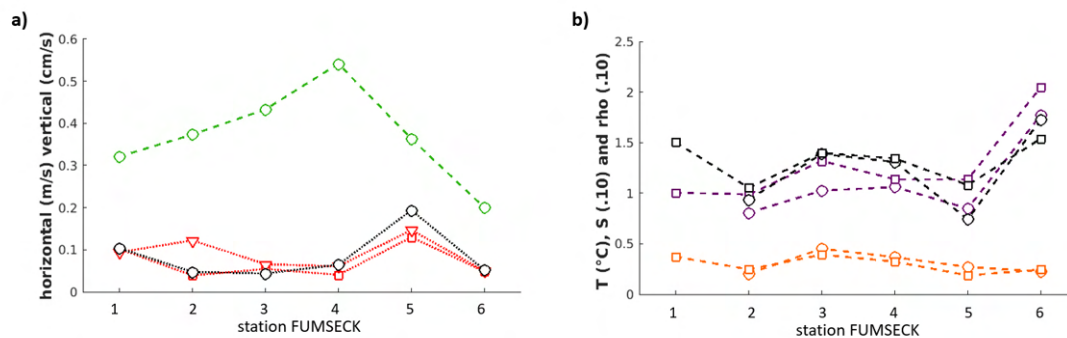 a)
horizontal (m/s) vertical (cm/s)
0.6
0.5
0.4
0.3
0.2
0.1
0
1 2 3 4 5 6
station FUMSECK
b)
T (°C), S (.10) and rho (.10)
2.5
2
1.5
1
0.5
0
1 2 3 4 5 6
station FUMSECK